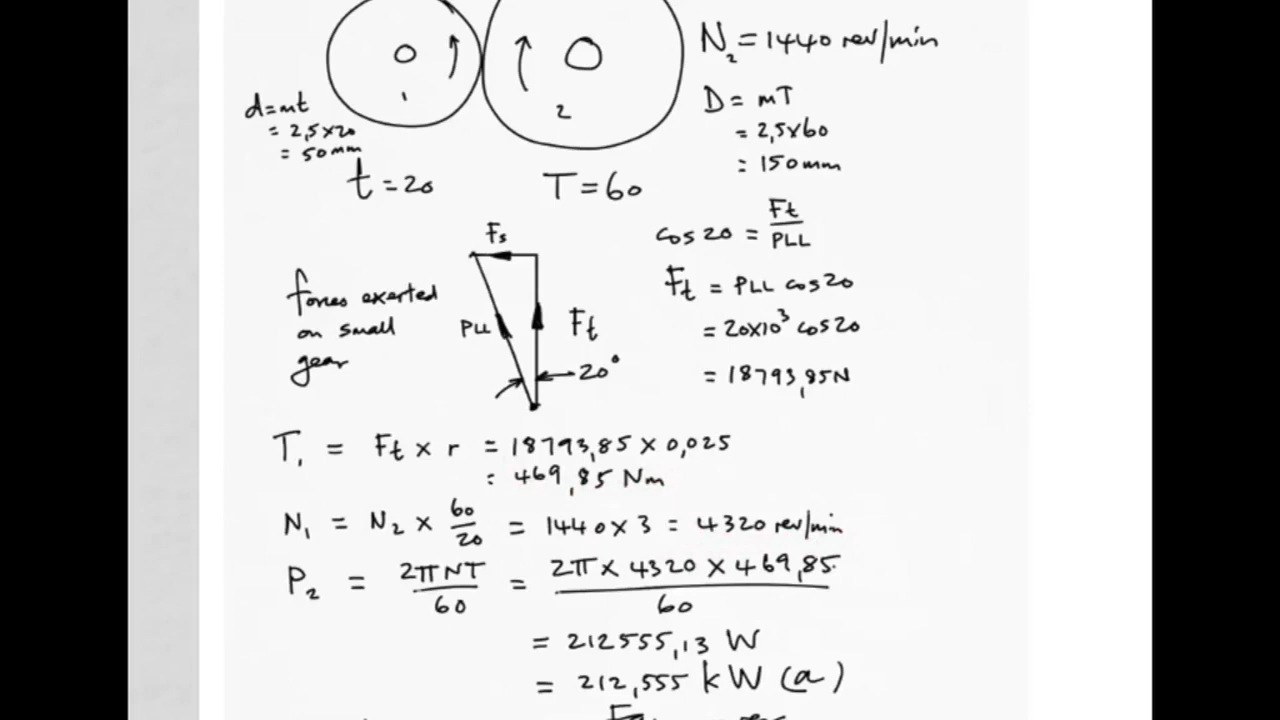 N₂ = 1440 rev/min
1
2
d = mt
= 2,5×20
= 50mm
D = mT
= 2,5×60
= 150mm
t = 20
T = 60
Fs
cos 20 = Ft/PLL
forces exerted
on small
gear
PLL
Ft
20°
Ft = PLL cos 20
= 20×10³ cos 20
= 18793,85N
T₁ = Ft × r = 18793,85 × 0,025
= 469,85 Nm
N₁ = N₂ × 60/20 = 1440 × 3 = 4320 rev/min
P₂ = 2πNT/60 = 2π × 4320 × 469,85/60
= 212555,13 W
= 212,555 kW (a)